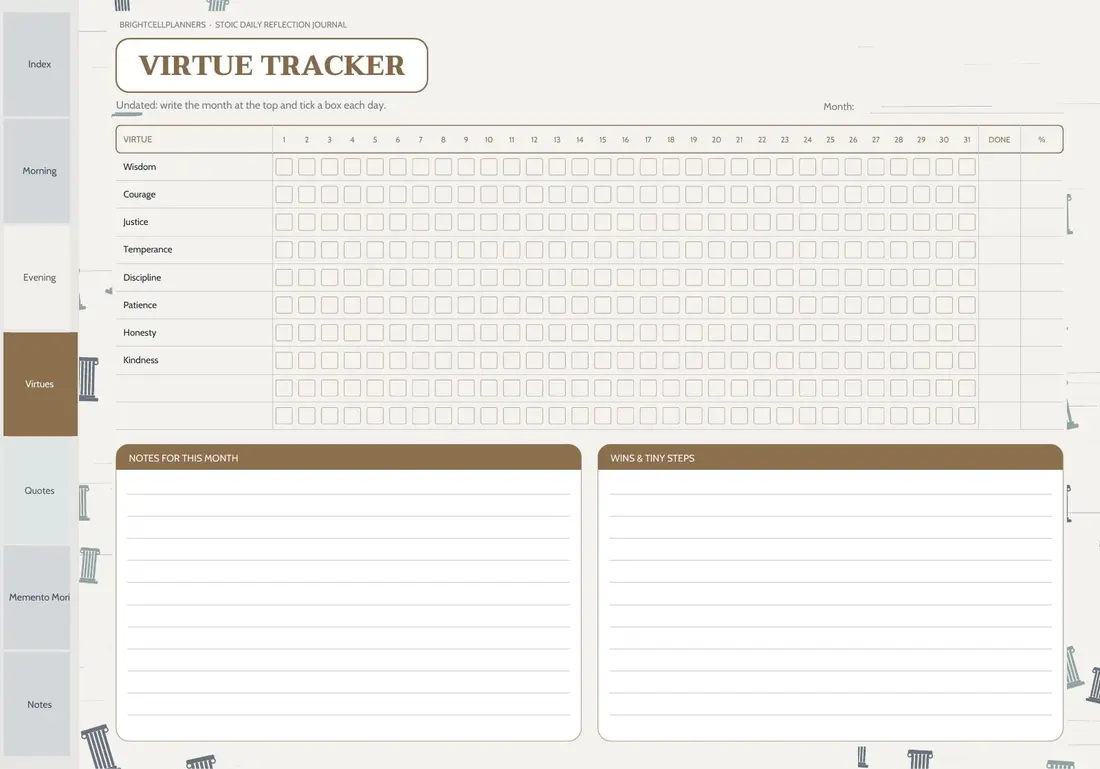 BRIGHTCELLPLANNERS · STOIC DAILY REFLECTION JOURNAL
VIRTUE TRACKER
Undated: write the month at the top and tick a box each day.
Month:
Index
Morning
Evening
Virtues
Quotes
Memento Mori
Notes
VIRTUE 1 2 3 4 5 6 7 8 9 10 11 12 13 14 15 16 17 18 19 20 21 22 23 24 25 26 27 28 29 30 31 DONE %
Wisdom
Courage
Justice
Temperance
Discipline
Patience
Honesty
Kindness
NOTES FOR THIS MONTH
WINS & TINY STEPS